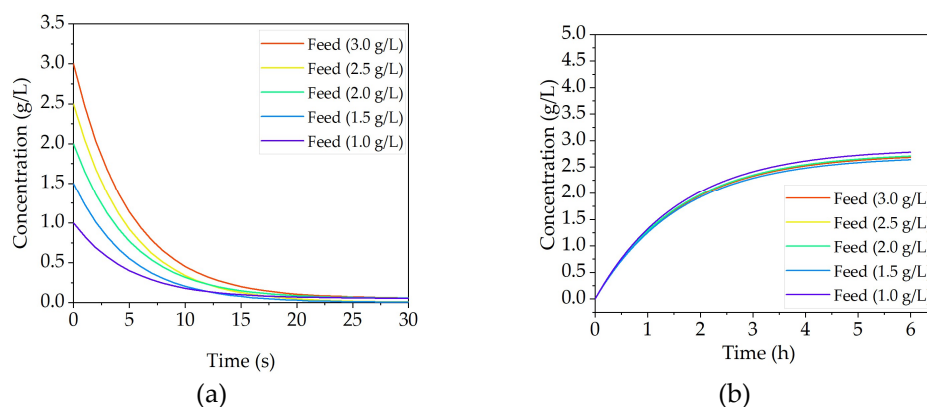 3.5
3.0
2.5
2.0
1.5
1.0
0.5
0.0
Concentration (g/L)
Feed (3.0 g/L)
Feed (2.5 g/L)
Feed (2.0 g/L)
Feed (1.5 g/L)
Feed (1.0 g/L)
0 5 10 15 20 25 30
Time (s)
(a)
5.0
4.5
4.0
3.5
3.0
2.5
2.0
1.5
1.0
0.5
0.0
Concentration (g/L)
Feed (3.0 g/L
Feed (2.5 g/L
Feed (2.0 g/L
Feed (1.5 g/L
Feed (1.0 g/L
0 1 2 3 4 5 6
Time (h)
(b)